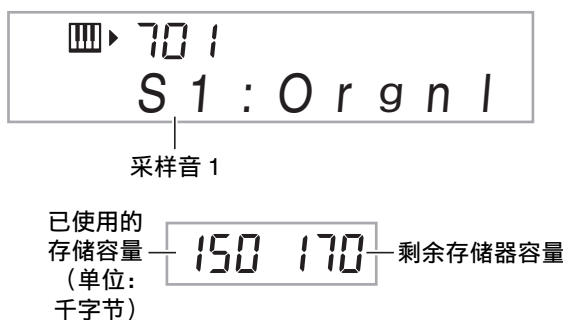 701
S1:Orgnl
采样音 1
已使用的
存储容量
（单位：
千字节）
150 170
剩余存储器容量